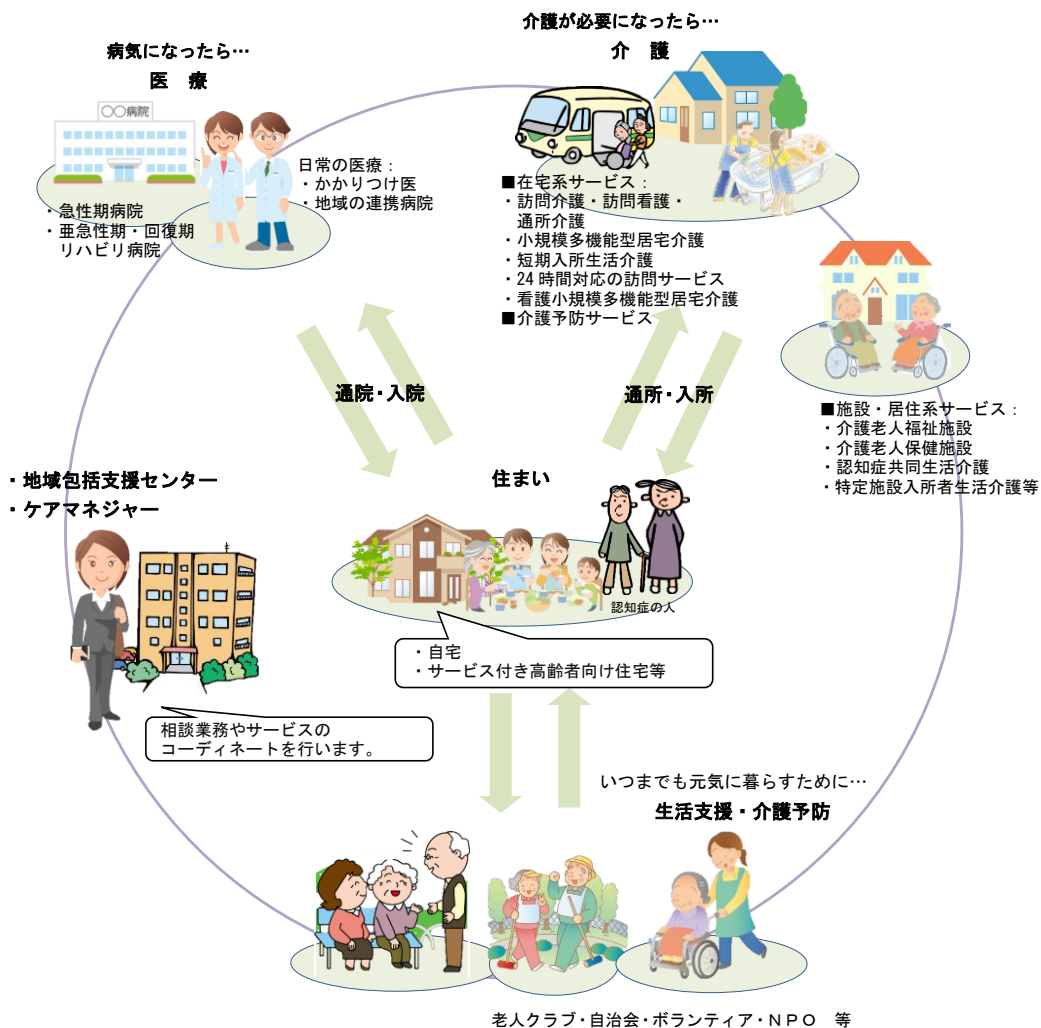 病気になったら…
医 療
〇〇病院
・急性期病院
・亜急性期・回復期
リハビリ病院
日常の医療：
・かかりつけ医
・地域の連携病院
介護が必要になったら…
介 護
■在宅系サービス：
・訪問介護・訪問看護・
通所介護
・小規模多機能型居宅介護
・短期入所生活介護
・24時間対応の訪問サービス
・看護小規模多機能型居宅介護
■介護予防サービス
■施設・居住系サービス：
・介護老人福祉施設
・介護老人保健施設
・認知症共同生活介護
・特定施設入所者生活介護等
通院・入院
通所・入所
・地域包括支援センター
・ケアマネジャー
相談業務やサービスの
コーディネートを行います。
住まい
認知症の人
・自宅
・サービス付き高齢者向け住宅等
いつまでも元気に暮らすために…
生活支援・介護予防
老人クラブ・自治会・ボランティア・ＮＰＯ 等